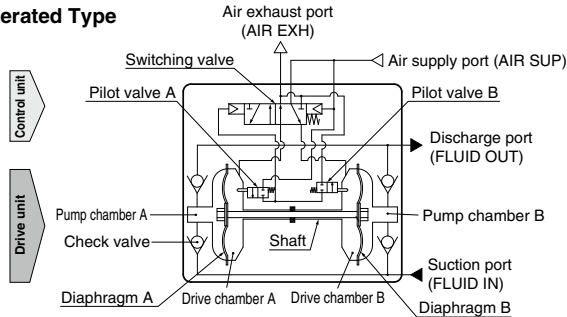 erated Type
Air exhaust port
(AIR EXH)
Switching valve
Air supply port (AIR SUP)
Pilot valve A
Pilot valve B
Control unit
Discharge port
(FLUID OUT)
Drive unit
Pump chamber A
Pump chamber B
Check valve
Shaft
Suction port
(FLUID IN)
Diaphragm A
Drive chamber A
Drive chamber B
Diaphragm B